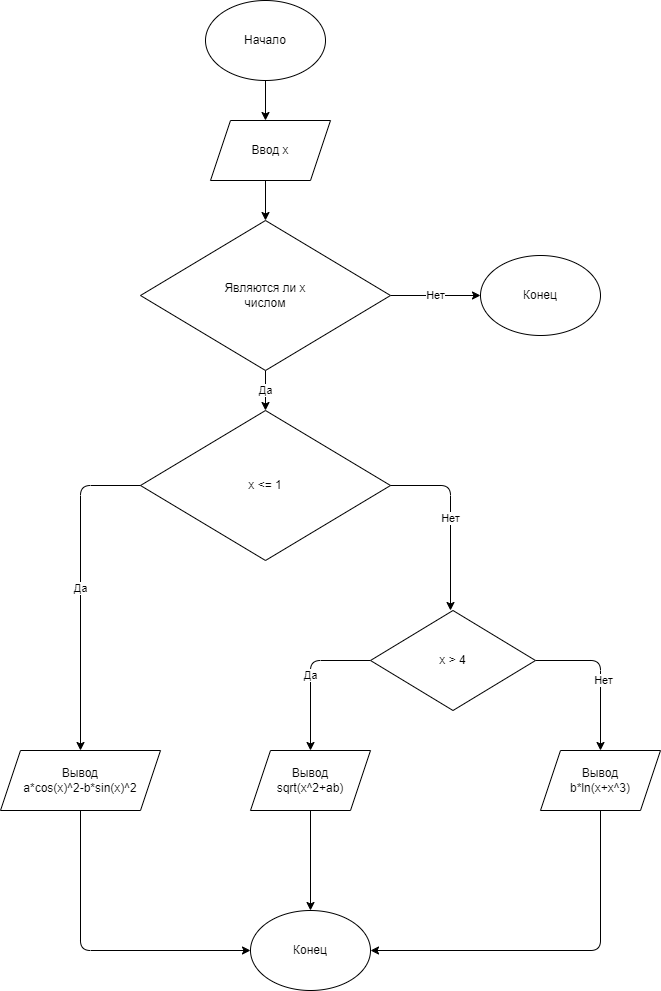 Начало
Ввод x
Являются ли x
числом
Нет
Конец
Да
x <= 1
Нет
Да
x > 4
Да
Нет
Вывод
a*cos(x)^2-b*sin(x)^2
Вывод
sqrt(x^2+ab)
Вывод
b*ln(x+x^3)
Конец